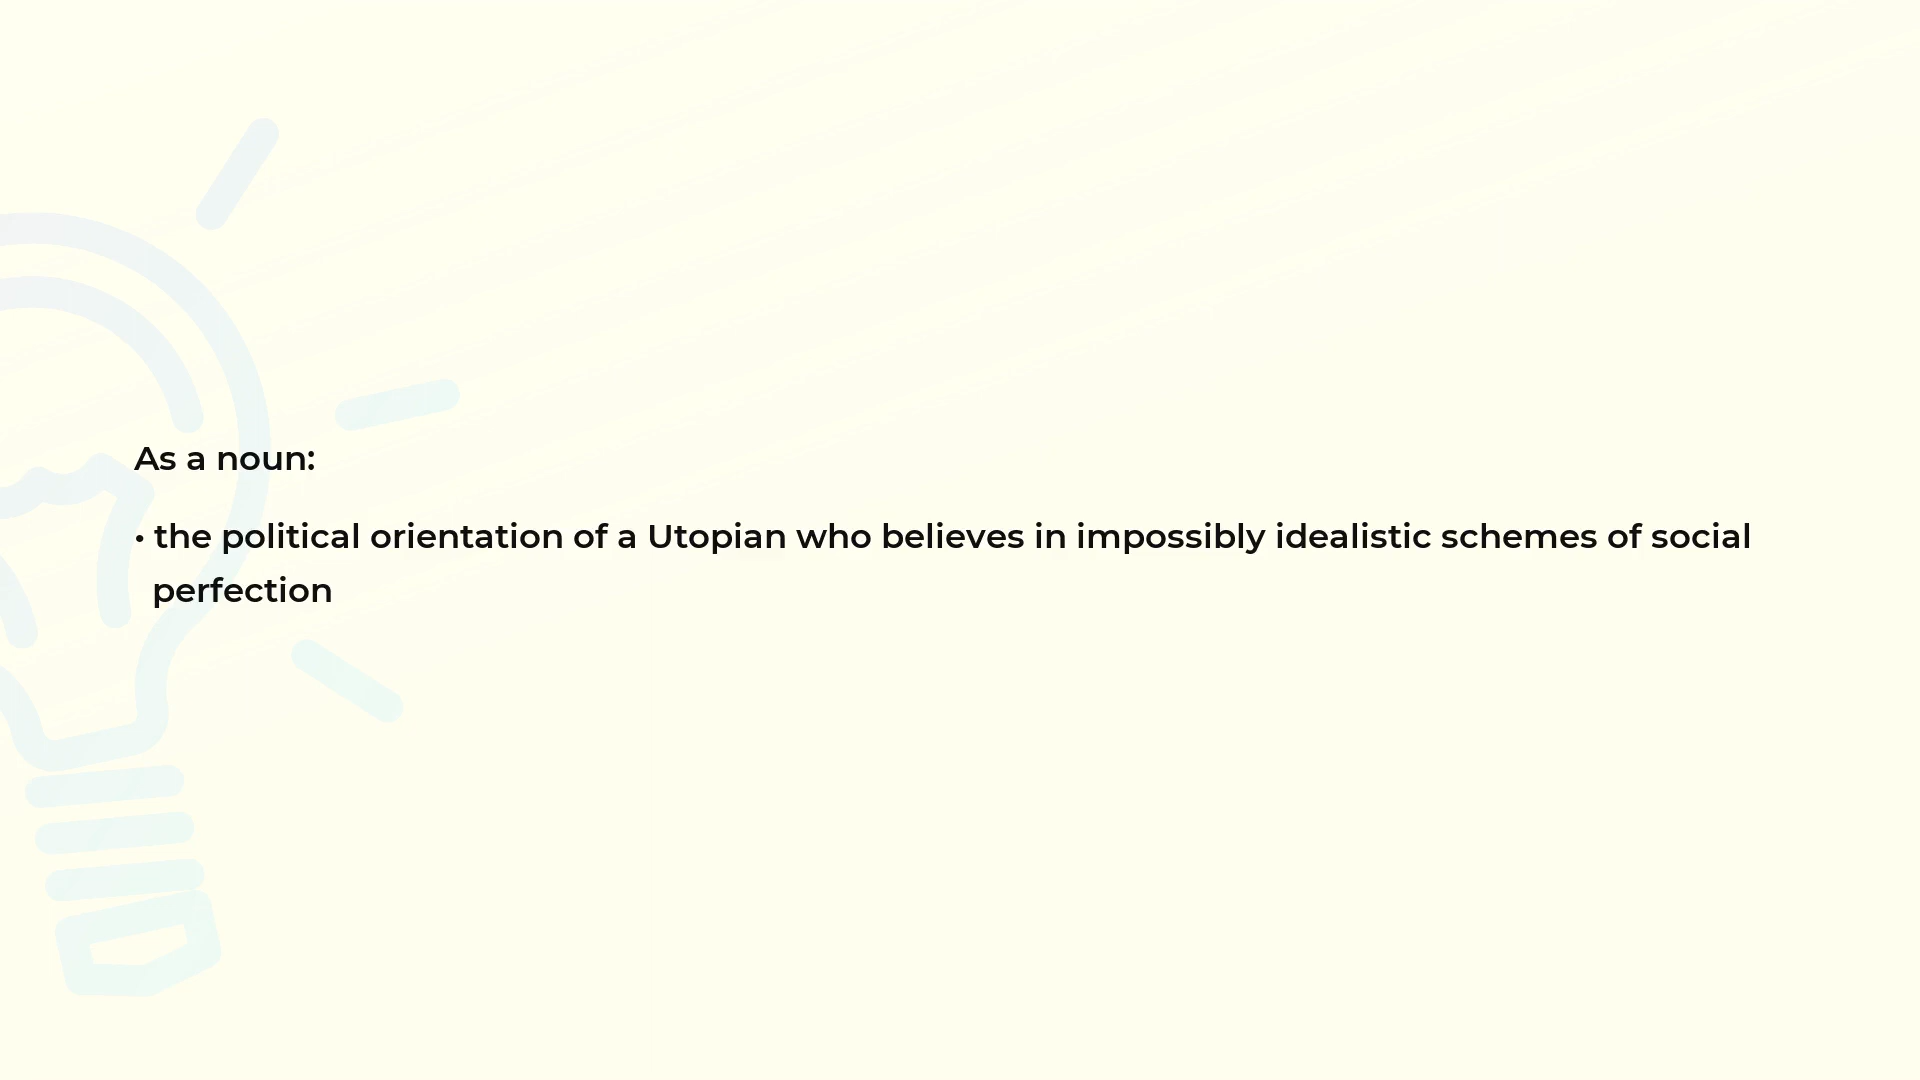 As a noun:
• the political orientation of a Utopian who believes in impossibly idealistic schemes of social
perfection